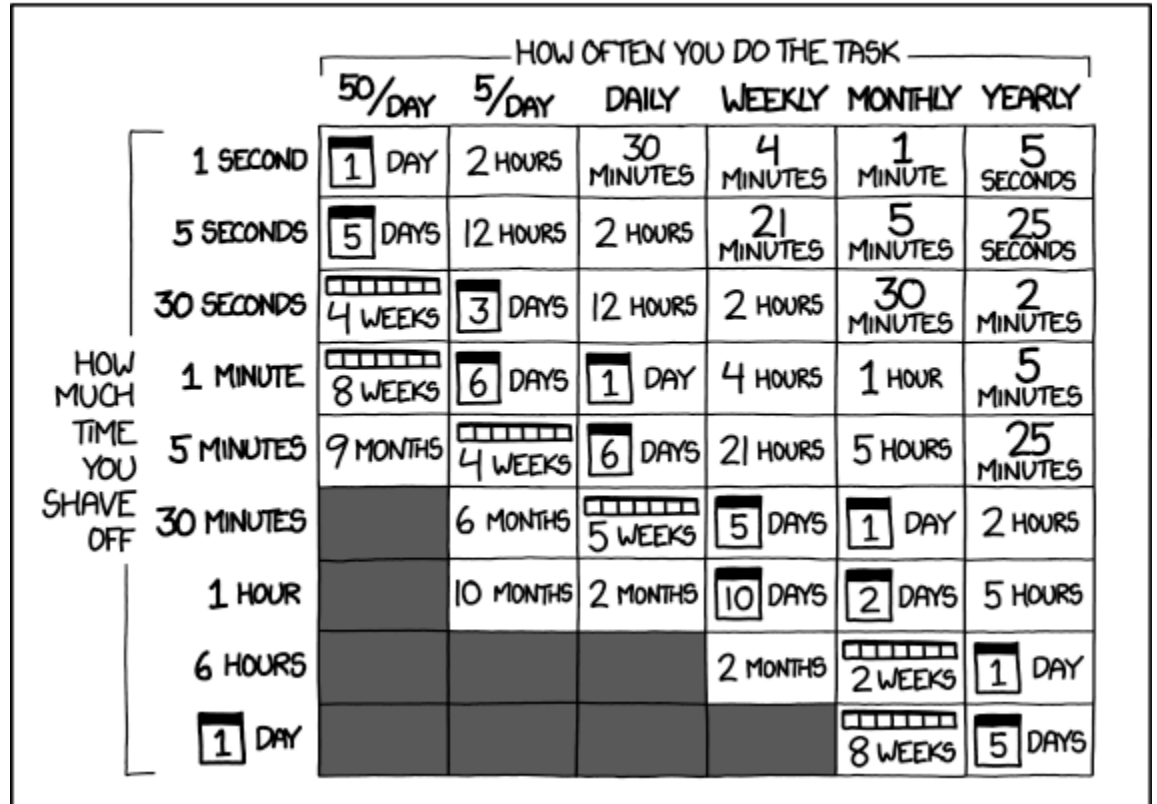 HOW OFTEN YOU DO THE TASK
50/DAY 5/DAY DAILY WEEKLY MONTHLY YEARLY
HOW MUCH TIME YOU SHAVE OFF
1 SECOND 1 DAY 2 HOURS 30 MINUTES 4 MINUTES 1 MINUTE 5 SECONDS
5 SECONDS 5 DAYS 12 HOURS 2 HOURS 21 MINUTES 5 MINUTES 25 SECONDS
30 SECONDS 4 WEEKS 3 DAYS 12 HOURS 2 HOURS 30 MINUTES 2 MINUTES
1 MINUTE 8 WEEKS 6 DAYS 1 DAY 4 HOURS 1 HOUR 5 MINUTES
5 MINUTES 9 MONTHS 4 WEEKS 6 DAYS 21 HOURS 5 HOURS 25 MINUTES
30 MINUTES 6 MONTHS 5 WEEKS 5 DAYS 1 DAY 2 HOURS
1 HOUR 10 MONTHS 2 MONTHS 10 DAYS 2 DAYS 5 HOURS
6 HOURS 2 MONTHS 2 WEEKS 1 DAY
1 DAY 8 WEEKS 5 DAYS